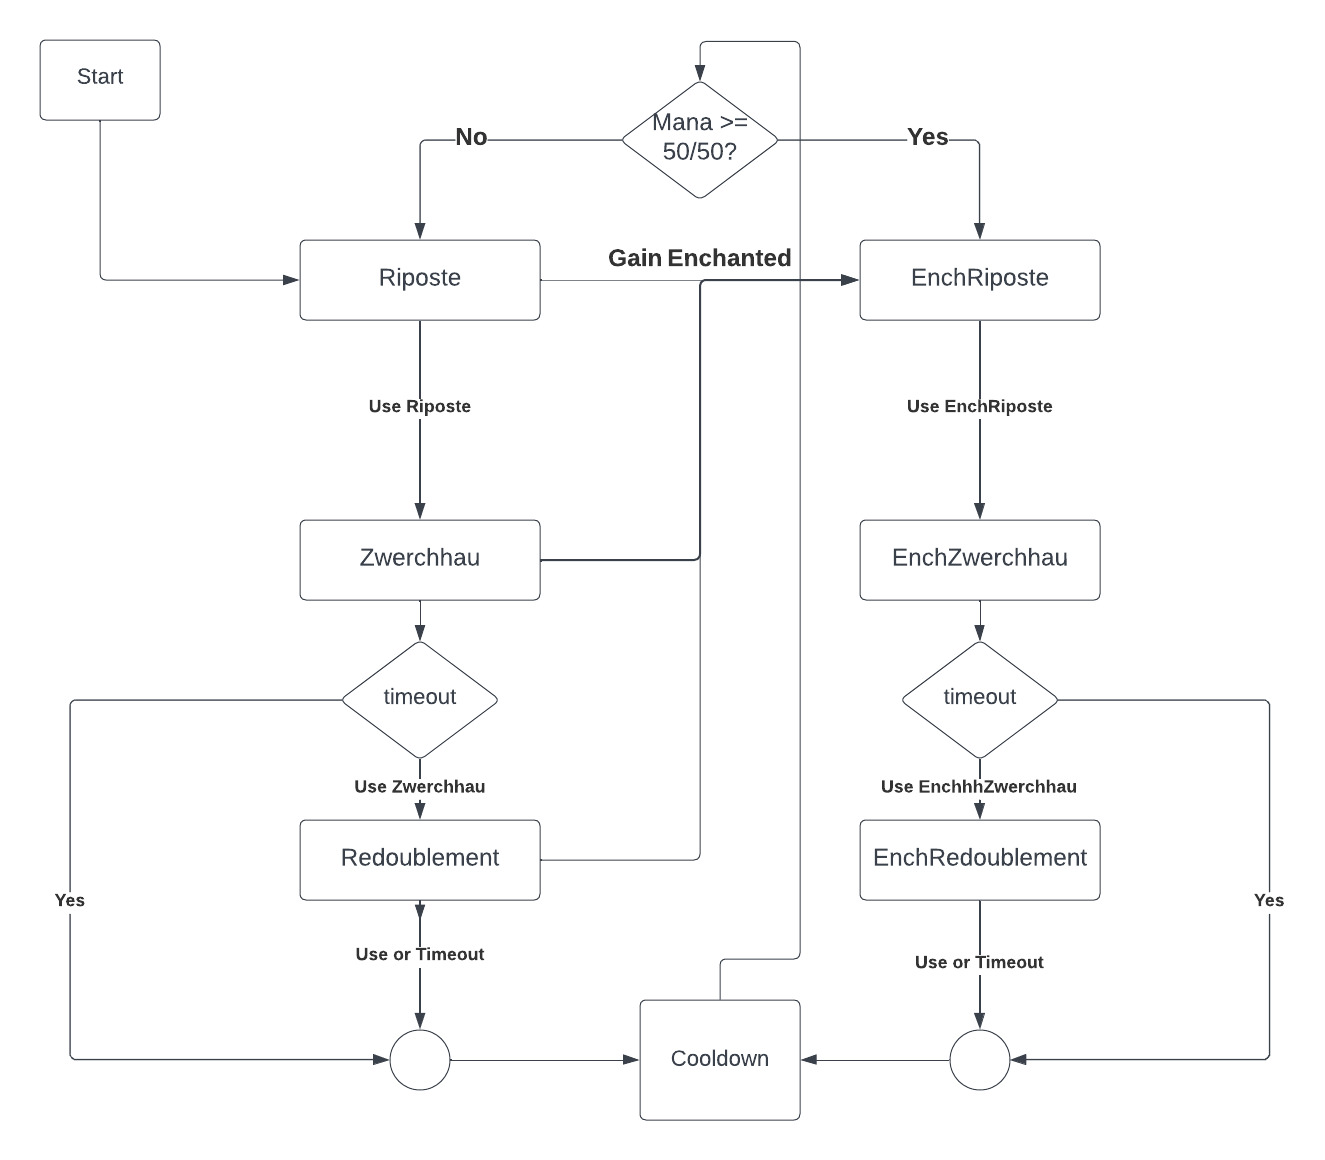 Start
Mana >=
50/50?
No
Yes
Gain Enchanted
Riposte
EnchRiposte
Use Riposte
Use EnchRiposte
Zwerchhau
EnchZwerchhau
timeout
timeout
Use Zwerchhau
Use EnchhhZwerchhau
Redoublement
EnchRedoublement
Yes
Yes
Use or Timeout
Use or Timeout
Cooldown